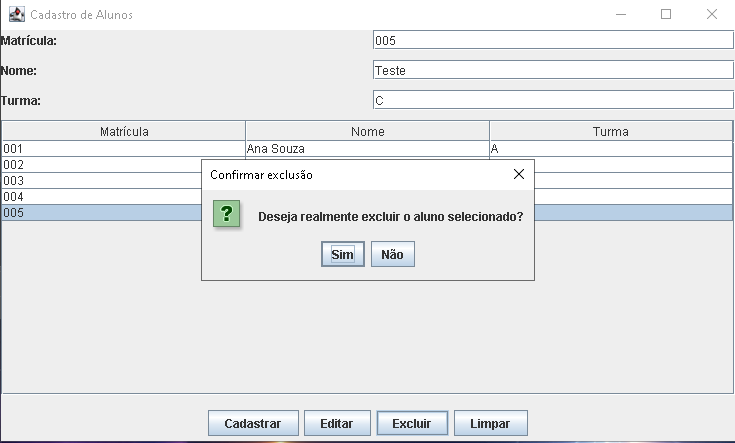 Cadastro de Alunos
Matrícula: 005
Nome: Teste
Turma: C
Matrícula Nome Turma
001 Ana Souza A
002
003
004
005
Confirmar exclusão
Deseja realmente excluir o aluno selecionado?
Sim Não
Cadastrar Editar Excluir Limpar